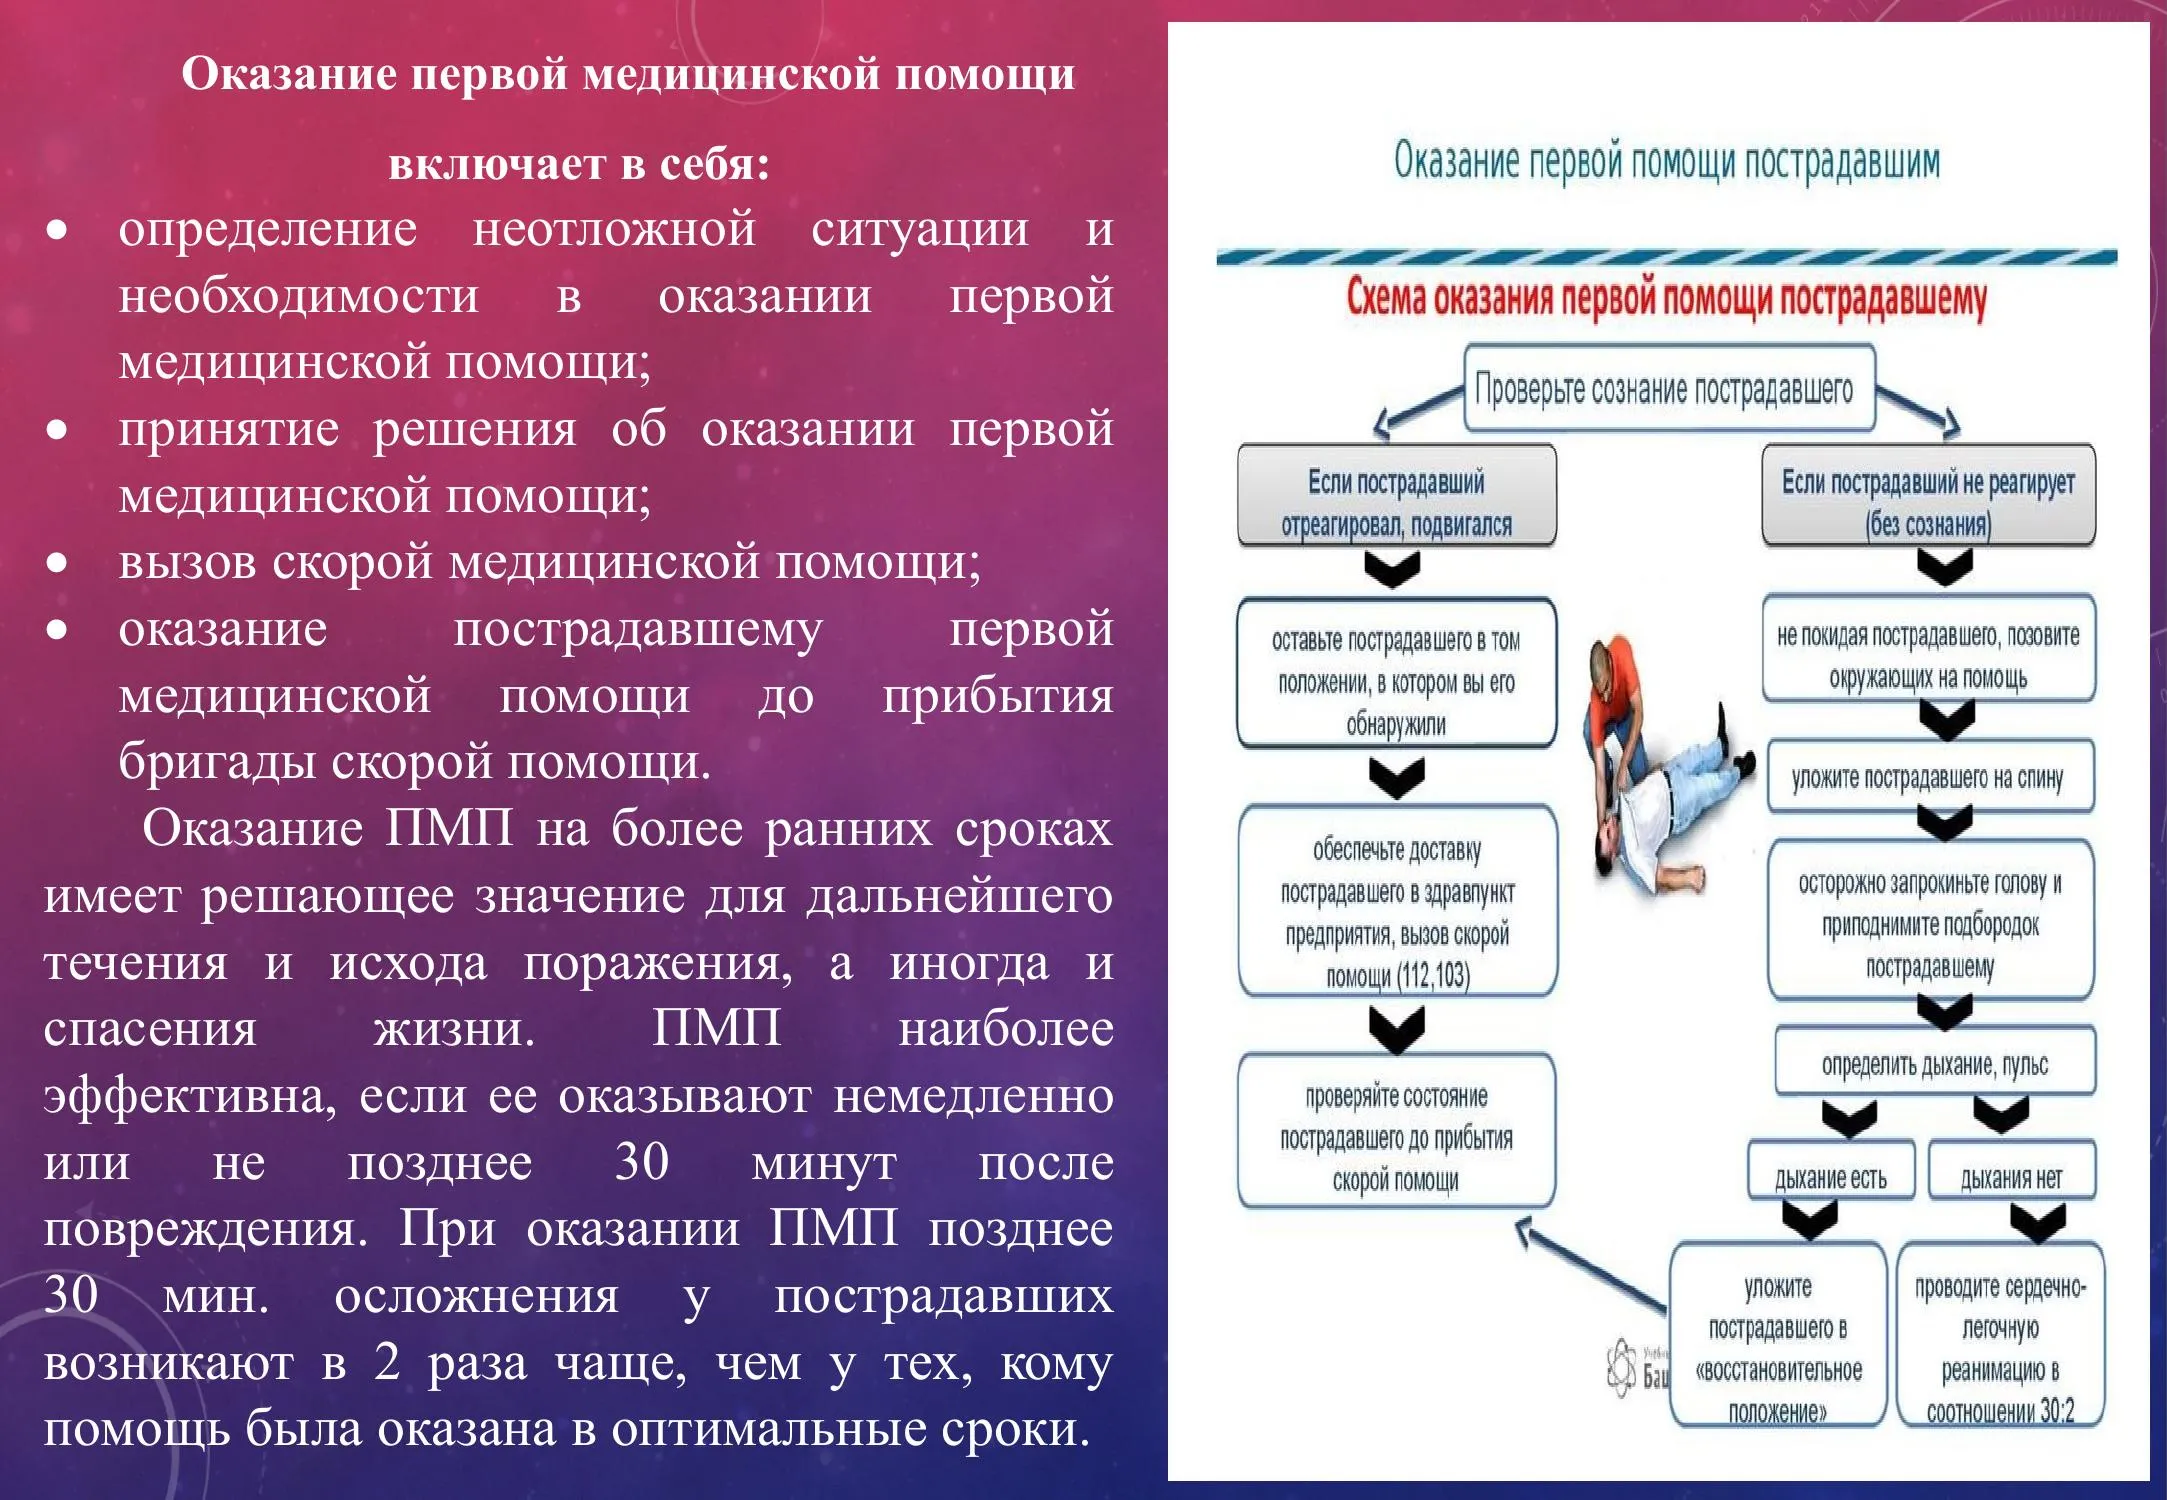 Оказание первой медицинской помощи
включает в себя:
• определение неотложной ситуации и
необходимости в оказании первой
медицинской помощи;
• принятие решения об оказании первой
медицинской помощи;
• вызов скорой медицинской помощи;
• оказание пострадавшему первой
медицинской помощи до прибытия
бригады скорой помощи.
Оказание ПМП на более ранних сроках
имеет решающее значение для дальнейшего
течения и исхода поражения, а иногда и
спасения жизни. ПМП наиболее
эффективна, если ее оказывают немедленно
или не позднее 30 минут после
повреждения. При оказании ПМП позднее
30 мин. осложнения у пострадавших
возникают в 2 раза чаще, чем у тех, кому
помощь была оказана в оптимальные сроки.
Оказание первой помощи пострадавшим
Схема оказания первой помощи пострадавшему
Проверьте сознание пострадавшего
Если пострадавший
отреагировал, подвигался
оставьте пострадавшего в том
положении, в котором вы его
обнаружили
обеспечьте доставку
пострадавшего в здравпункт
предприятия, вызов скорой
помощи (112,103)
проверяйте состояние
пострадавшего до прибытия
скорой помощи
Если пострадавший не реагирует
(без сознания)
не покидая пострадавшего, позовите
окружающих на помощь
уложите пострадавшего на спину
осторожно запрокиньте голову и
приподнимите подбородок
пострадавшему
определить дыхание, пульс
дыхание есть
дыхания нет
уложите
пострадавшего в
«восстановительное
положение»
проводите сердечно-
легочную
реанимацию в
соотношении 30:2